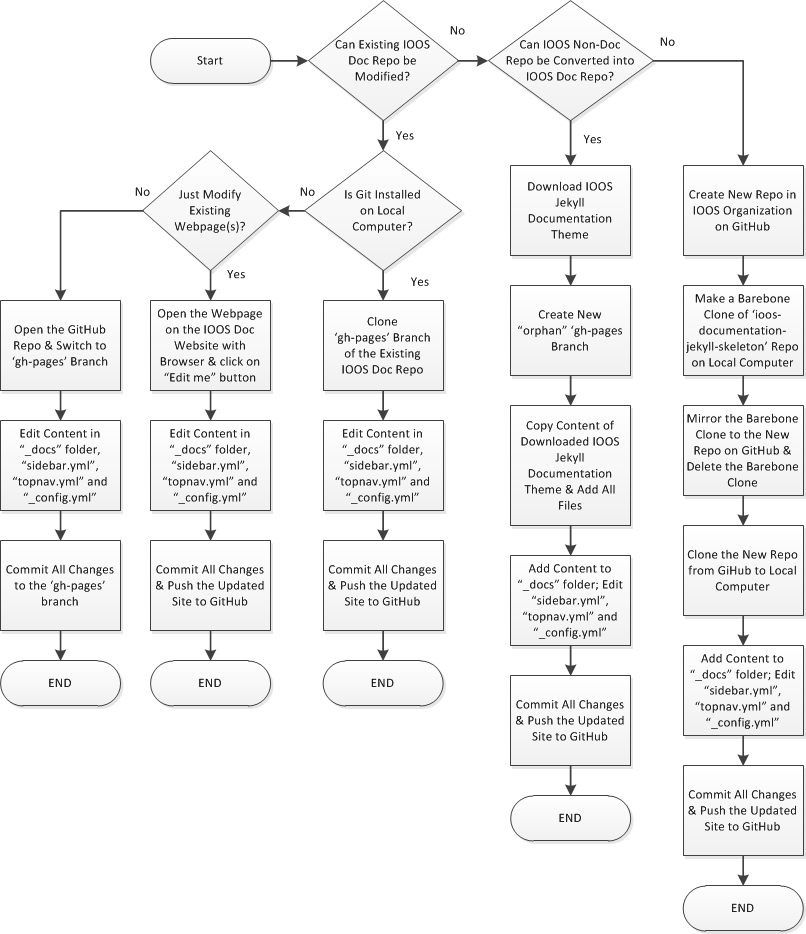 Start
Can Existing IOOS
Doc Repo be
Modified?
No
Can IOOS Non-Doc
Repo be Converted into
IOOS Doc Repo?
No
Yes
Yes
Is Git Installed
on Local
Computer?
No
Just Modify
Existing
Webpage(s)?
No
Yes
Yes
Open the GitHub
Repo & Switch to
‘gh-pages’ Branch
Edit Content in
“_docs” folder,
“sidebar.yml”,
“topnav.yml” and
“_config.yml”
Commit All Changes
to the ‘gh-pages’
branch
END
Open the Webpage
on the IOOS Doc
Website with
Browser & click on
“Edit me” button
Edit Content in
“_docs” folder,
“sidebar.yml”,
“topnav.yml” and
“_config.yml”
Commit All Changes
& Push the Updated
Site to GitHub
END
Clone
‘gh-pages’ Branch
of the Existing
IOOS Doc Repo
Edit Content in
“_docs” folder,
“sidebar.yml”,
“topnav.yml” and
“_config.yml”
Commit All Changes
& Push the Updated
Site to GitHub
END
Download IOOS
Jekyll
Documentation
Theme
Create New
“orphan” ‘gh-pages
Branch
Copy Content of
Downloaded IOOS
Jekyll
Documentation
Theme & Add All
Files
Add Content to
“_docs” folder; Edit
“sidebar.yml”,
“topnav.yml” and
“_config.yml”
Commit All Changes
& Push the Updated
Site to GitHub
END
Create New Repo in
IOOS Organization
on GitHub
Make a Barebone
Clone of ‘ioos-
documentation-
jekyll-skeleton’ Repo
on Local Computer
Mirror the Barebone
Clone to the New
Repo on GitHub &
Delete the Barebone
Clone
Clone the New Repo
from GiHub to Local
Computer
Add Content to
“_docs” folder; Edit
“sidebar.yml”,
“topnav.yml” and
“_config.yml”
Commit All Changes
& Push the Updated
Site to GitHub
END